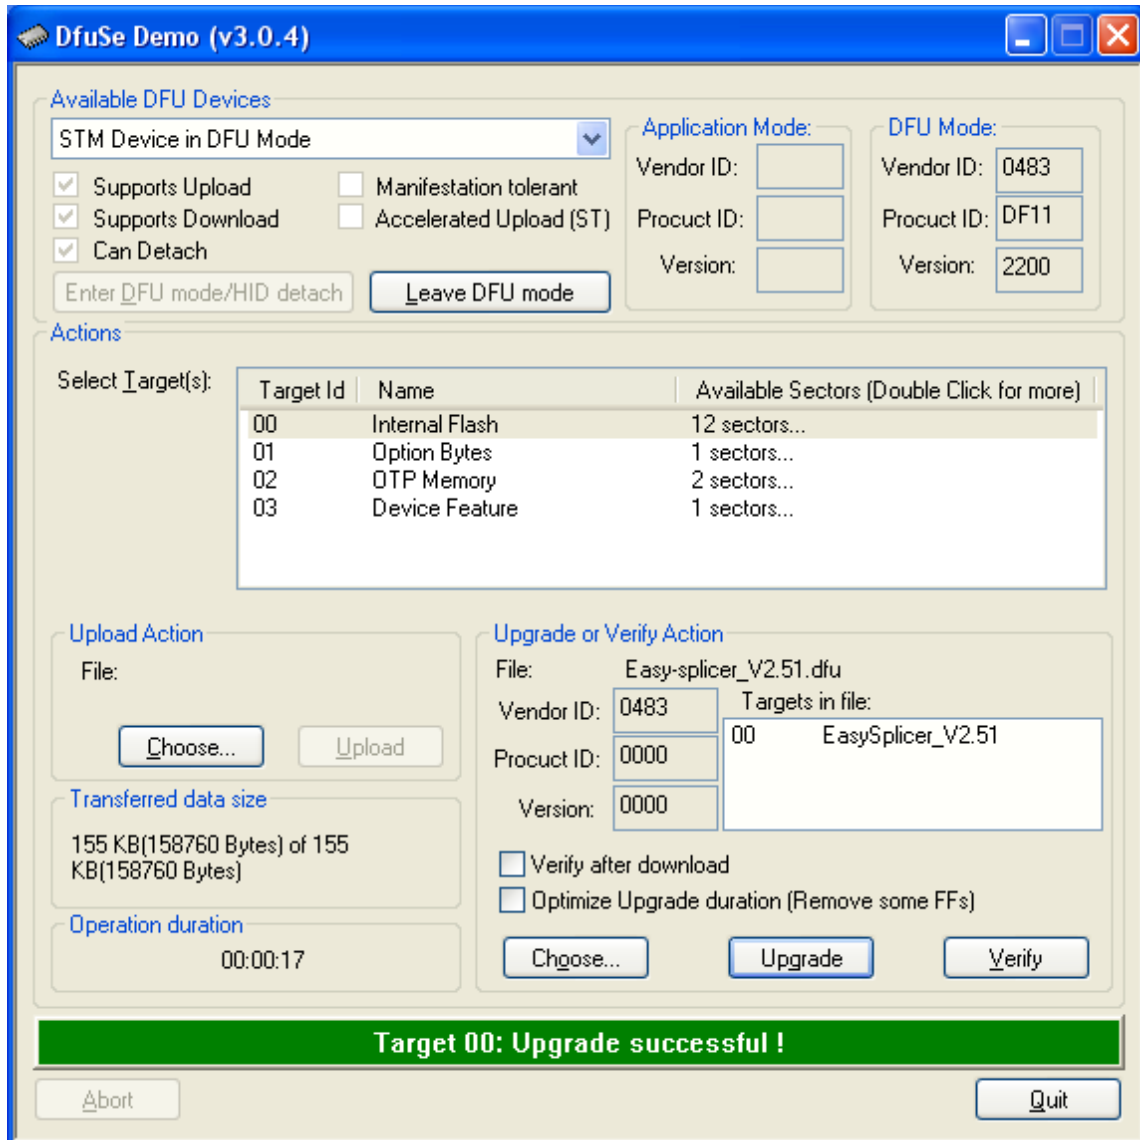 DfuSe Demo (v3.0.4)
Available DFU Devices
STM Device in DFU Mode
Supports Upload
Manifestation tolerant
Supports Download
Accelerated Upload (ST)
Can Detach
Enter DFU mode/HID detach
Leave DFU mode
Application Mode:
Vendor ID:
Procuct ID:
Version:
DFU Mode:
Vendor ID: 0483
Procuct ID: DF11
Version: 2200
Actions
Select Target(s):
Target Id Name Available Sectors (Double Click for more)
00 Internal Flash 12 sectors...
01 Option Bytes 1 sectors...
02 OTP Memory 2 sectors...
03 Device Feature 1 sectors...
Upload Action
File:
Choose...
Upload
Transferred data size
155 KB(158760 Bytes) of 155
KB(158760 Bytes)
Operation duration
00:00:17
Upgrade or Verify Action
File: Easy-splicer_V2.51.dfu
Vendor ID: 0483
Procuct ID: 0000
Version: 0000
Targets in file:
00 EasySplicer_V2.51
Verify after download
Optimize Upgrade duration (Remove some FFs)
Choose...
Upgrade
Verify
Target 00: Upgrade successful !
Abort
Quit